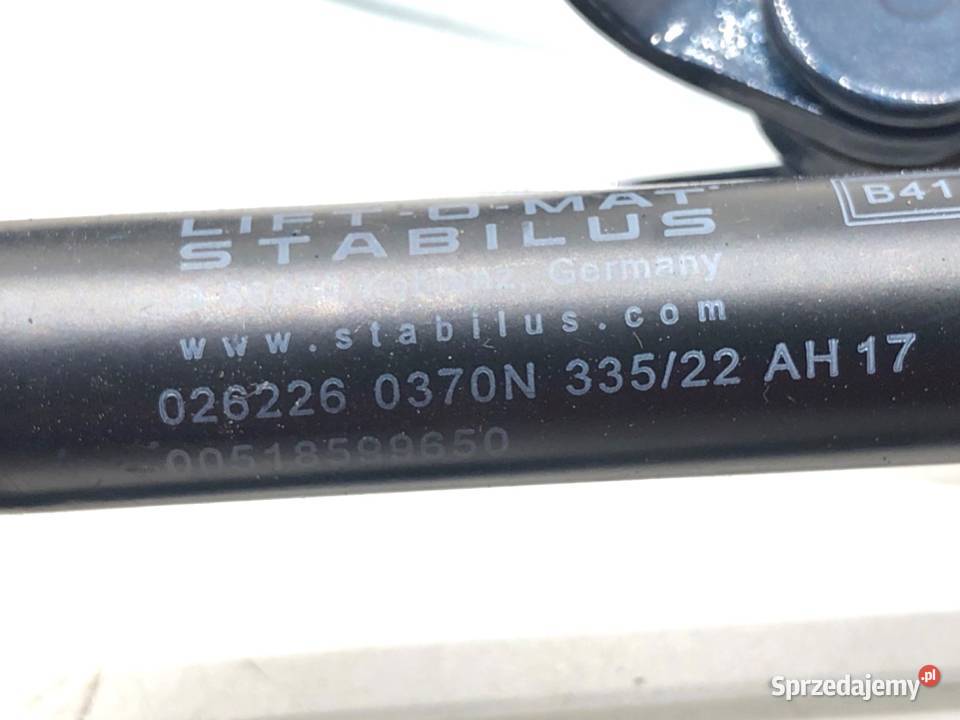 LIFT-O-MAT
STABILUS
B41
Germany
www.stabilus.com
026226 0370N 335/22 AH 17
00518599650
Sprzedajemy.pl